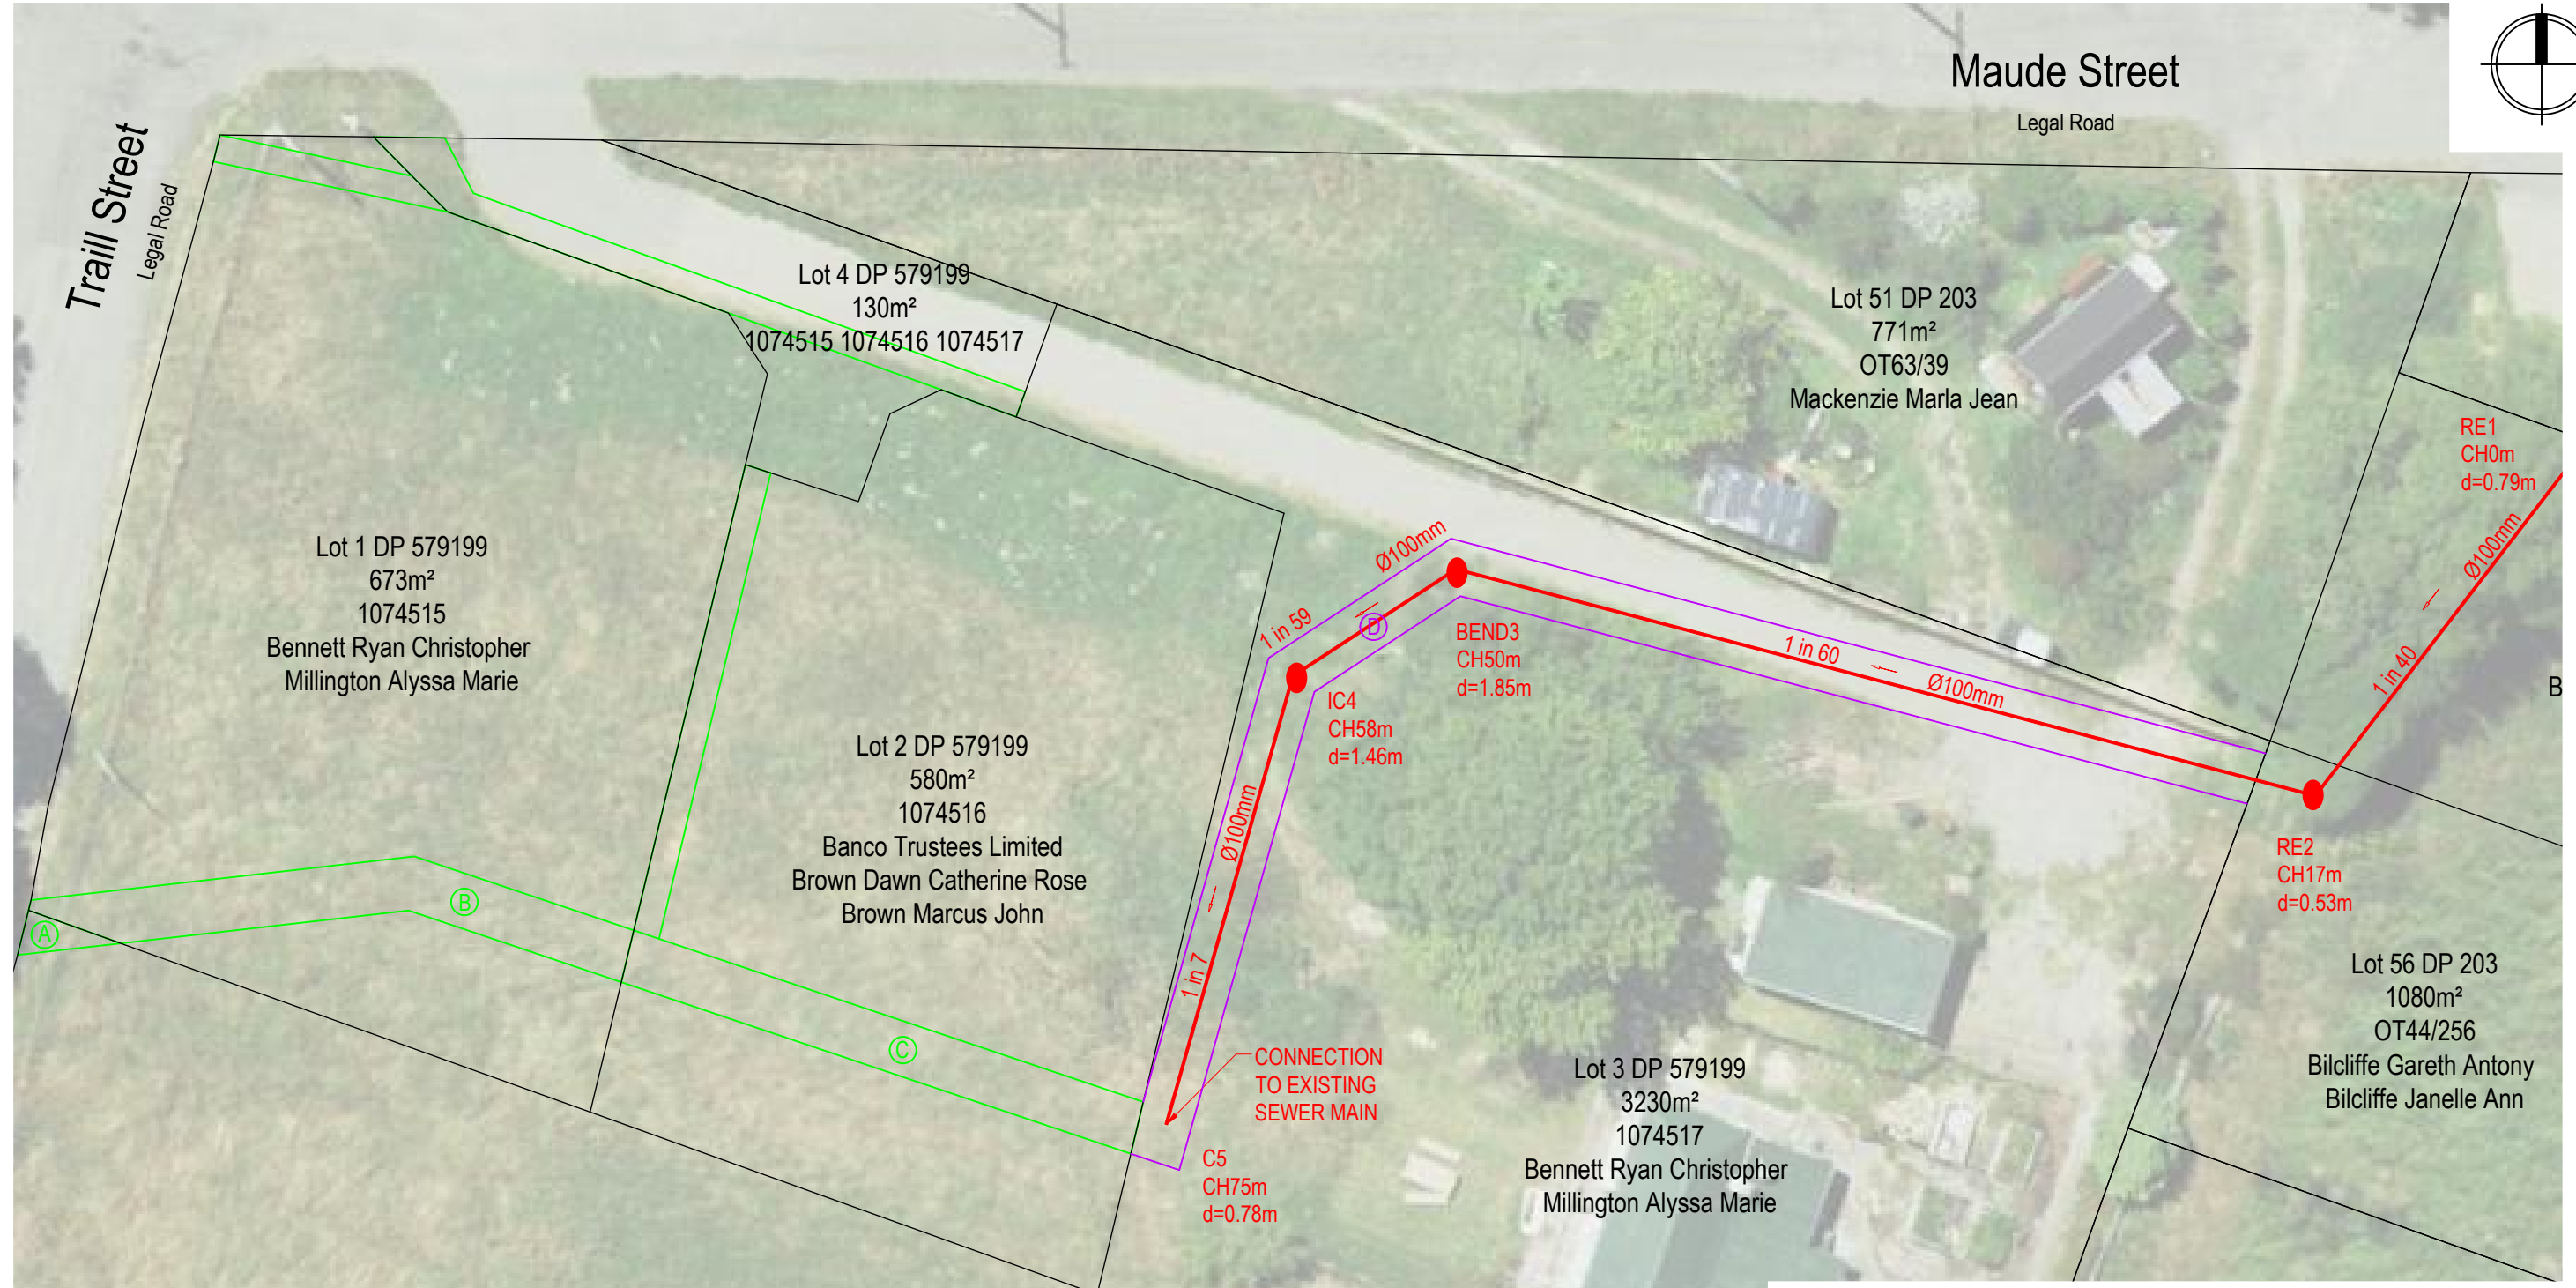 Maude Street
Legal Road
Traill Street
Legal Road
Lot 4 DP 579199
130m²
1074515 1074516 1074517
Lot 51 DP 203
771m²
OT63/39
Mackenzie Marla Jean
RE1
CH0m
d=0.79m
Ø100mm
1 in 40
Lot 1 DP 579199
673m²
1074515
Bennett Ryan Christopher
Millington Alyssa Marie
Ø100mm
1 in 59
D
BEND3
CH50m
d=1.85m
1 in 60
Ø100mm
B
IC4
CH58m
d=1.46m
Lot 2 DP 579199
580m²
1074516
Banco Trustees Limited
Brown Dawn Catherine Rose
Brown Marcus John
Ø100mm
1 in 7
RE2
CH17m
d=0.53m
A
B
C
Lot 56 DP 203
1080m²
OT44/256
Bilcliffe Gareth Antony
Bilcliffe Janelle Ann
CONNECTION
TO EXISTING
SEWER MAIN
Lot 3 DP 579199
3230m²
1074517
Bennett Ryan Christopher
Millington Alyssa Marie
C5
CH75m
d=0.78m